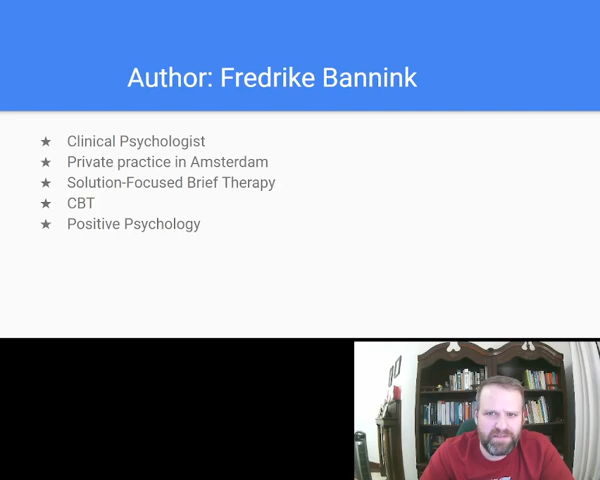 Author: Fredrike Bannink
★ Clinical Psychologist
★ Private practice in Amsterdam
★ Solution-Focused Brief Therapy
★ CBT
★ Positive Psychology